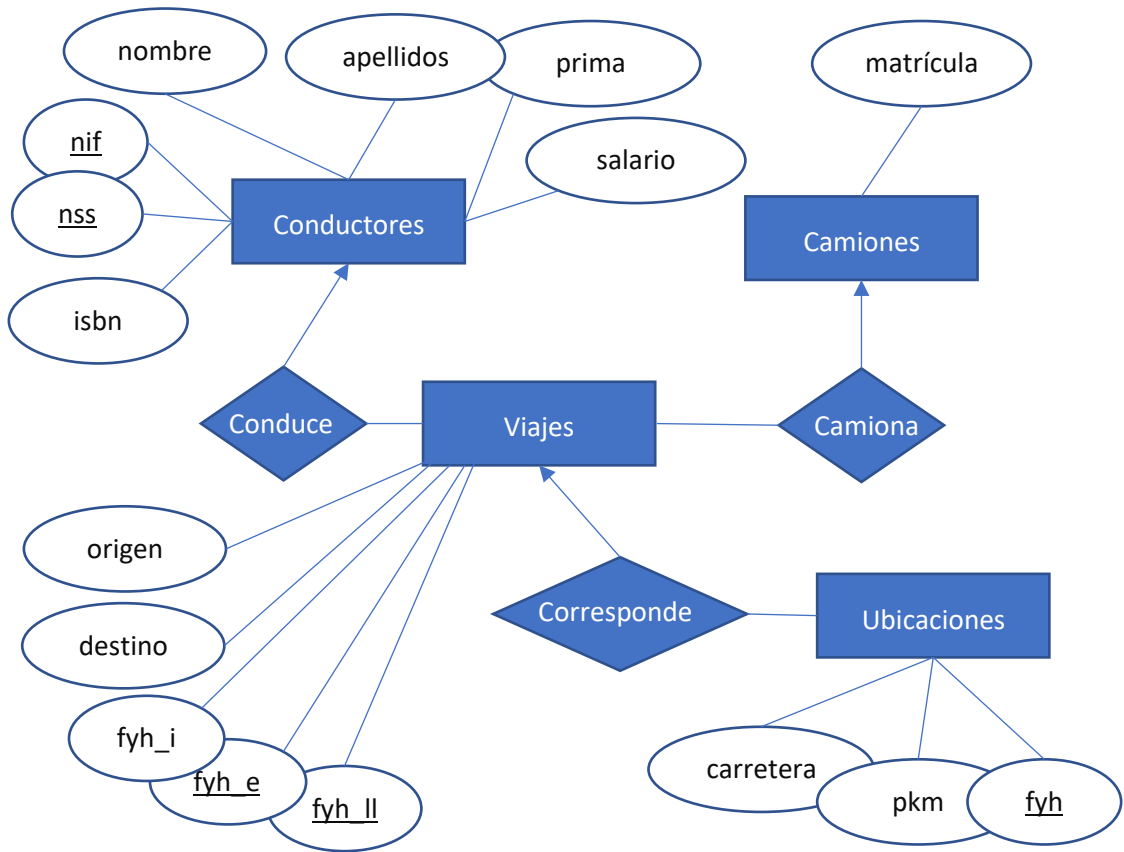 nombre
apellidos
prima
matrícula
nif
salario
nss
Conductores
Camiones
isbn
Conduce
Viajes
Camiona
origen
Corresponde
Ubicaciones
destino
fyh_i
fyh_e
fyh_ll
carretera
pkm
fyh